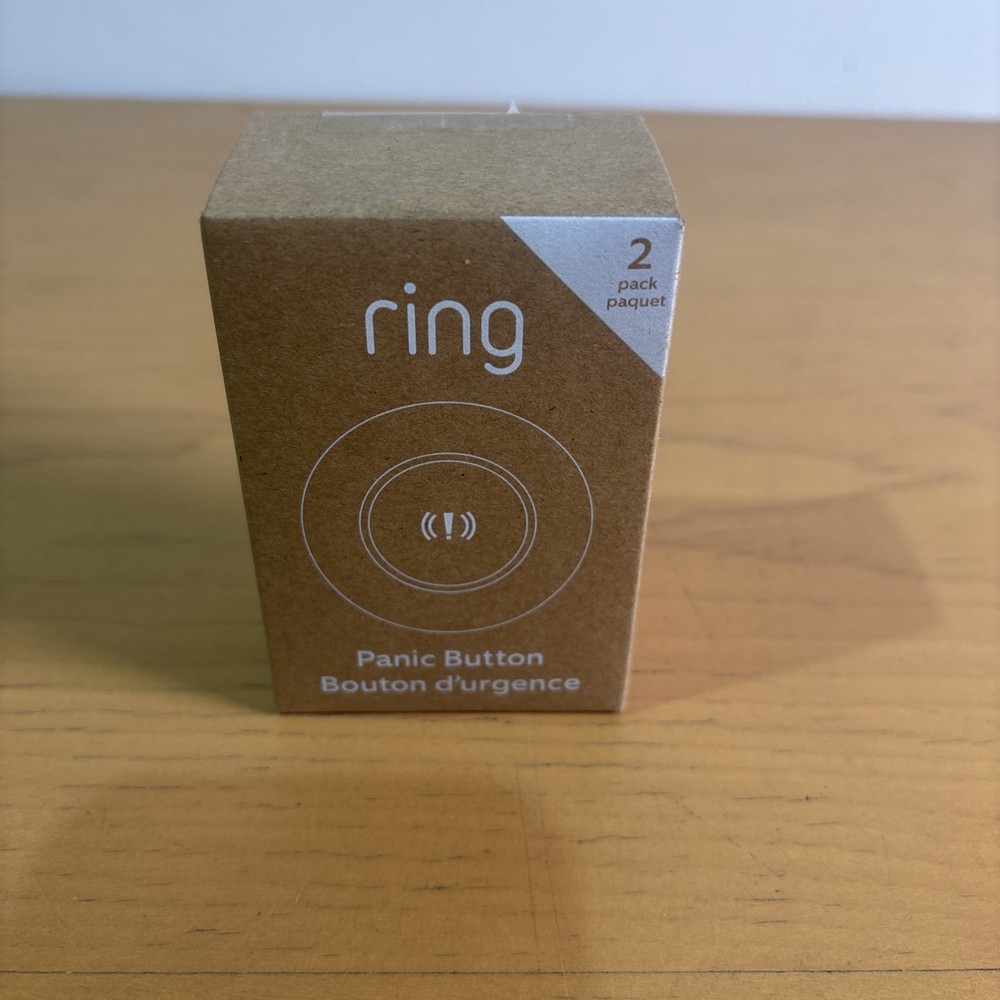 2
pack
paquet
ring
Panic Button
Bouton d'urgence